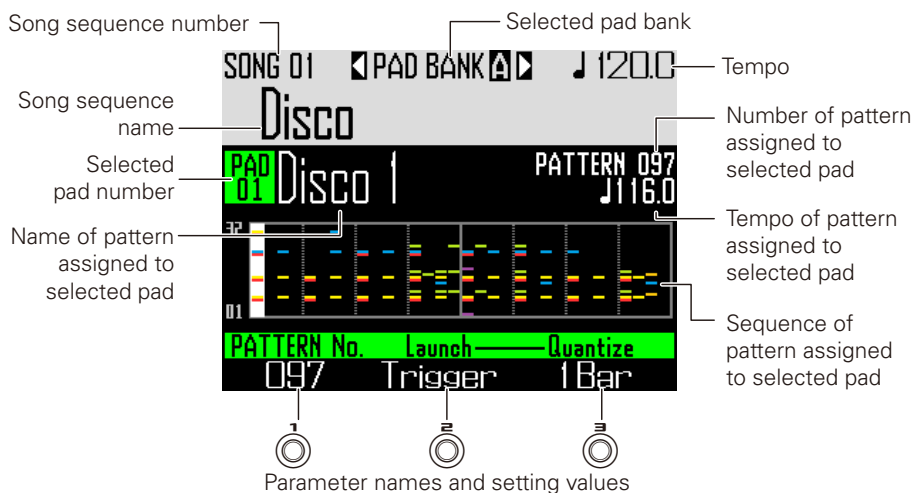 Song sequence number
Selected pad bank
SONG 01 PAD BANK A ♩120.0
Tempo
Song sequence
name
Disco
Number of pattern
assigned to
selected pad
Selected
pad number
PAD
01
Disco 1
PATTERN 097
♩116.0
Name of pattern
assigned to
selected pad
Tempo of pattern
assigned to
selected pad
32
01
Sequence of
pattern assigned
to selected pad
PATTERN No. Launch Quantize
097 Trigger 1Bar
1 2 3
Parameter names and setting values